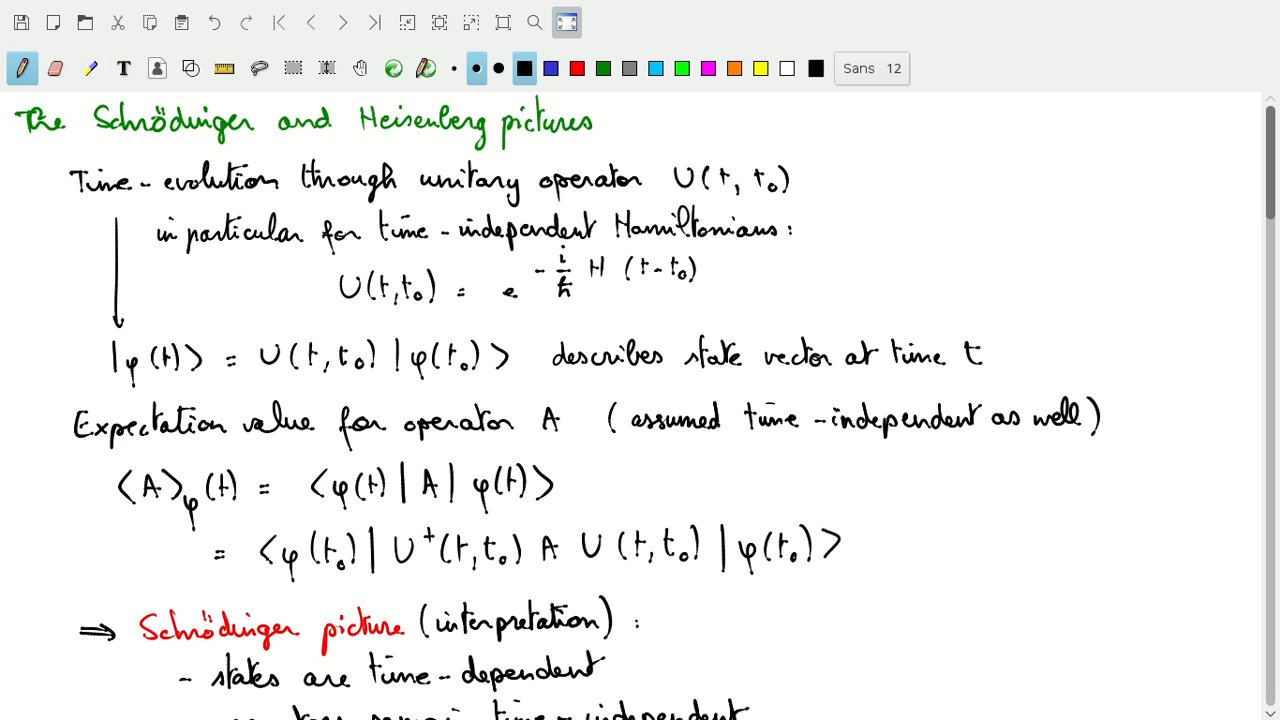 Sans 12
The Schrödinger and Heisenberg pictures
Time-evolution through unitary operator U(t, t₀)
in particular for time-independent Hamiltonians:
U(t,t₀) = e^{-i/ħ H (t-t₀)}
|φ(t)> = U(t,t₀) |φ(t₀)> describes state vector at time t
Expectation value for operator A (assumed time-independent as well)
<A>_φ(t) = <φ(t)|A|φ(t)>
= <φ(t₀)| U⁺(t,t₀) A U(t,t₀) |φ(t₀)>
⇒ Schrödinger picture (interpretation):
- states are time-dependent
time-independent